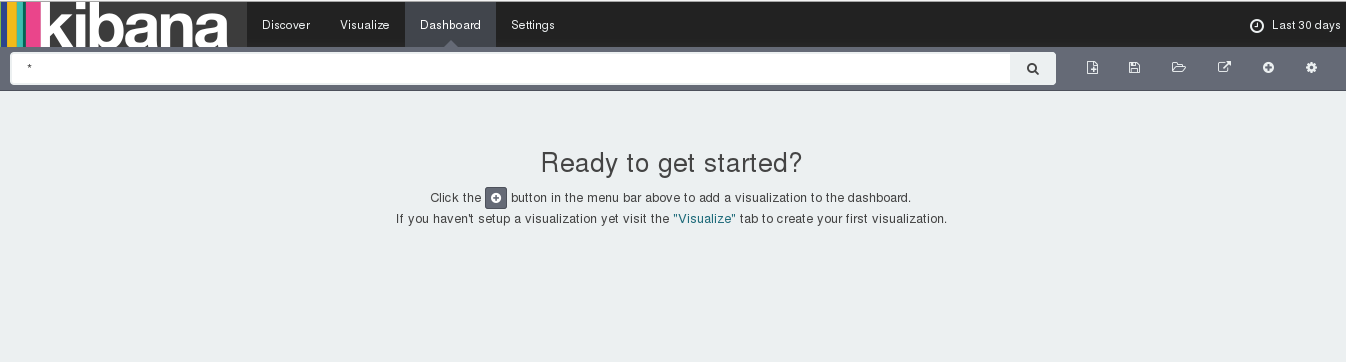 kibana Discover Visualize Dashboard Settings Last 30 days
*
Ready to get started?
Click the button in the menu bar above to add a visualization to the dashboard.
If you haven't setup a visualization yet visit the "Visualize" tab to create your first visualization.